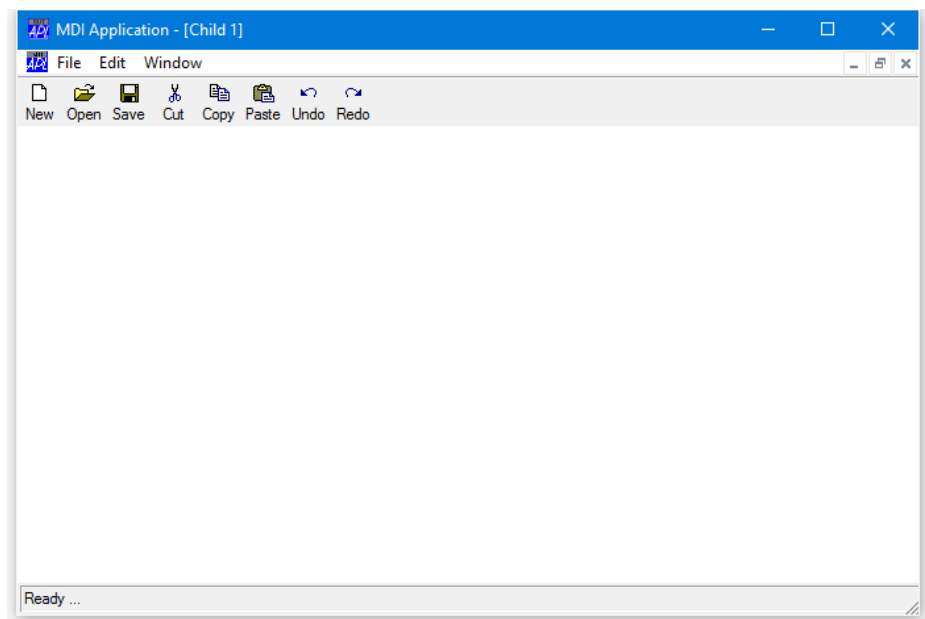 MDI Application - [Child 1]
File Edit Window
New Open Save Cut Copy Paste Undo Redo
Ready ...